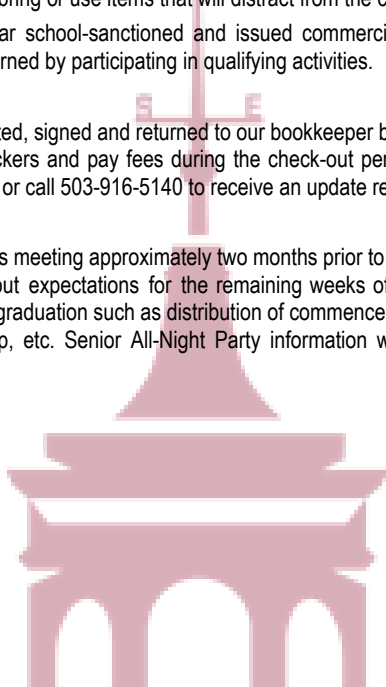 oring or use items that will distract from the c
ar school-sanctioned and issued commerci
rned by participating in qualifying activities.
S E
ted, signed and returned to our bookkeeper b
ckers and pay fees during the check-out per
or call 503-916-5140 to receive an update re
s meeting approximately two months prior to
out expectations for the remaining weeks of
graduation such as distribution of commence
p, etc. Senior All-Night Party information w